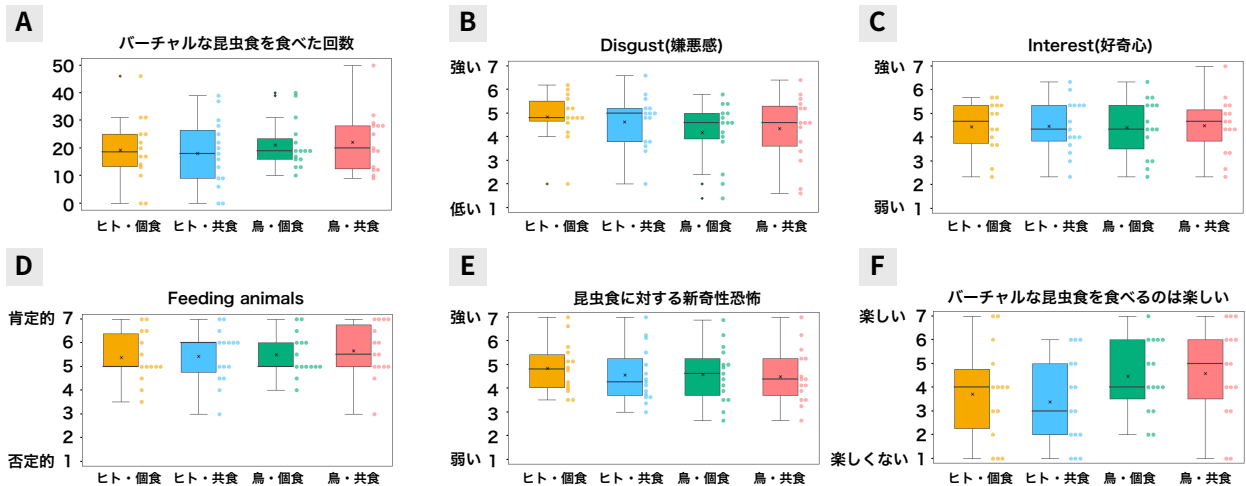 A
バーチャルな昆虫食を食べた回数
50
40
30
20
10
0
ヒト・個食 ヒト・共食 鳥・個食 鳥・共食
B
Disgust(嫌悪感)
強い 7
6
5
4
3
2
低い 1
ヒト・個食 ヒト・共食 鳥・個食 鳥・共食
C
Interest(好奇心)
強い 7
6
5
4
3
2
弱い 1
ヒト・個食 ヒト・共食 鳥・個食 鳥・共食
D
Feeding animals
肯定的 7
6
5
4
3
2
否定的 1
ヒト・個食 ヒト・共食 鳥・個食 鳥・共食
E
昆虫食に対する新奇性恐怖
強い 7
6
5
4
3
2
弱い 1
ヒト・個食 ヒト・共食 鳥・個食 鳥・共食
F
バーチャルな昆虫食を食べるのは楽しい
楽しい 7
6
5
4
3
2
楽しくない 1
ヒト・個食 ヒト・共食 鳥・個食 鳥・共食